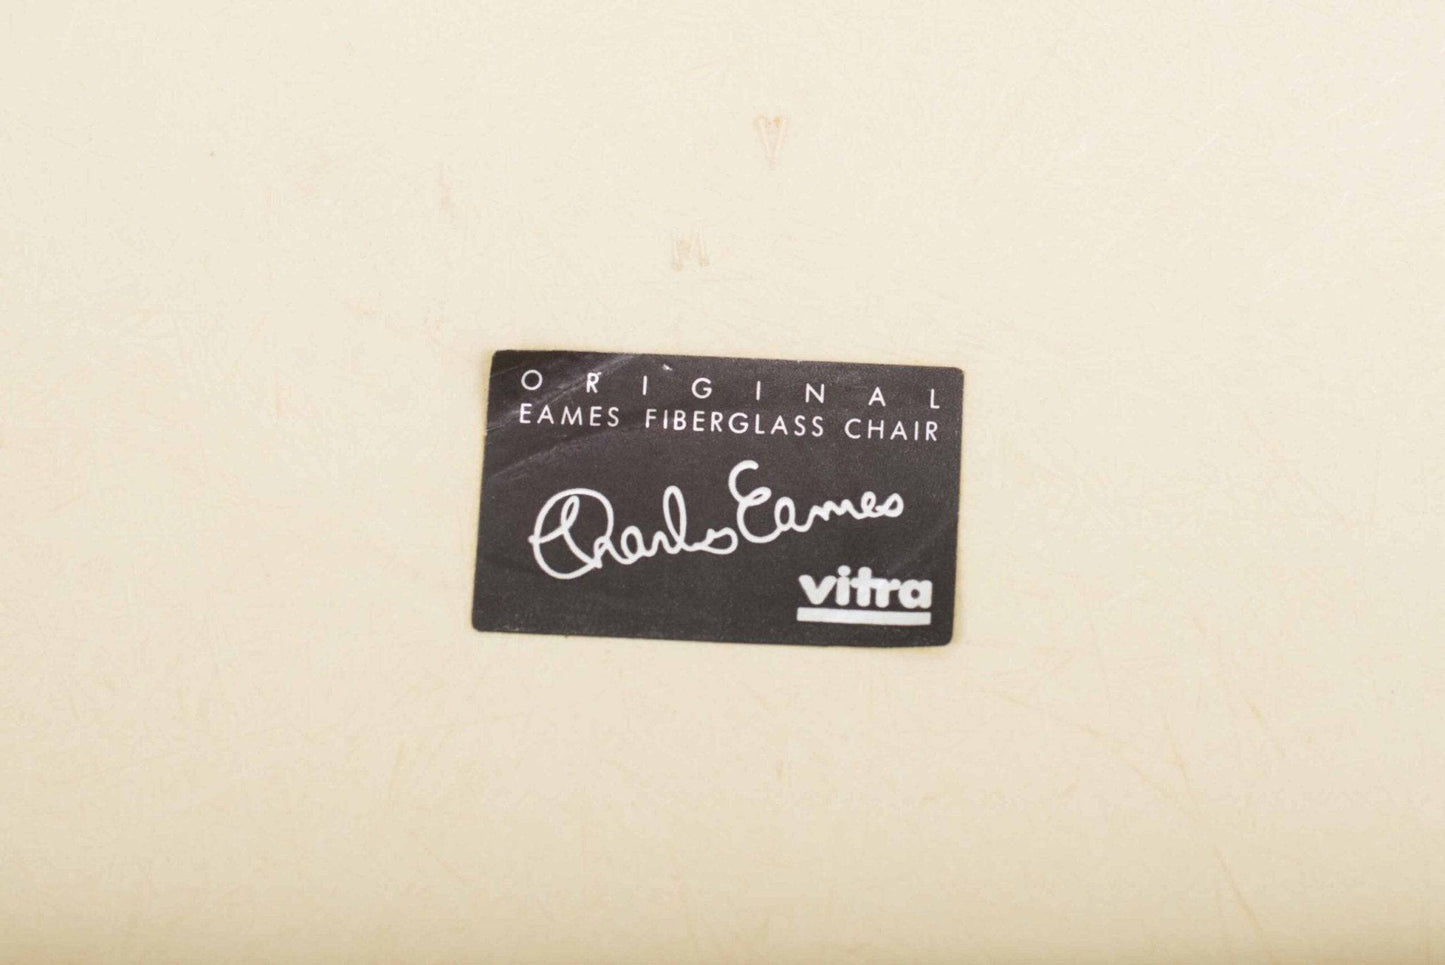 M
M
ORIGINAL
EAMES FIBERGLASS CHAIR
Charles Eames
vitra